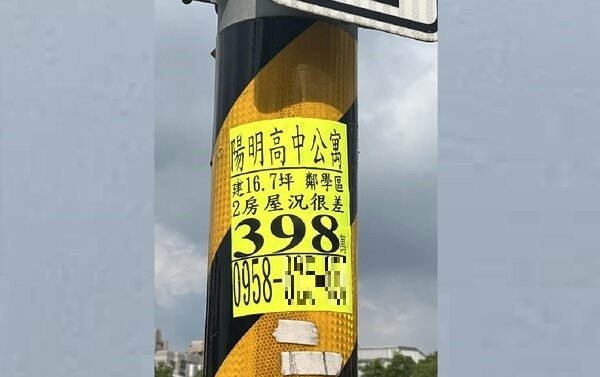 陽明高中公寓
建16.7坪 鄰學區
2房屋況很差
398萬
0958-